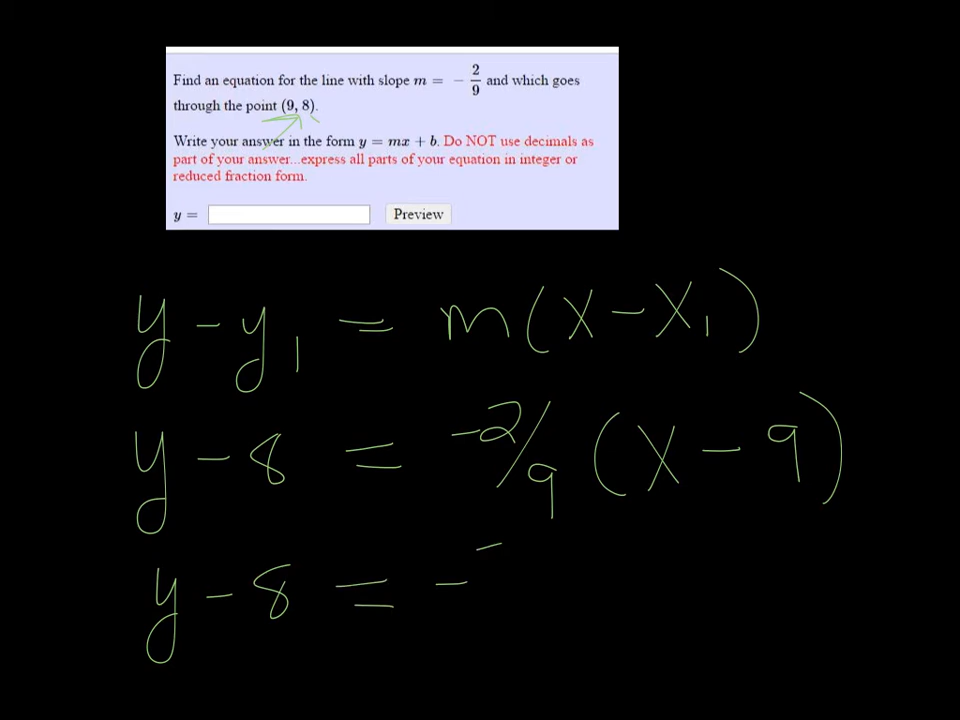 Find an equation for the line with slope m = − 2/9 and which goes
through the point (9, 8).
Write your answer in the form y = mx + b. Do NOT use decimals as
part of your answer...express all parts of your equation in integer or
reduced fraction form.
y = Preview
y - y₁ = m(x - x₁)
y - 8 = -2/9 (x - 9)
y - 8 = -